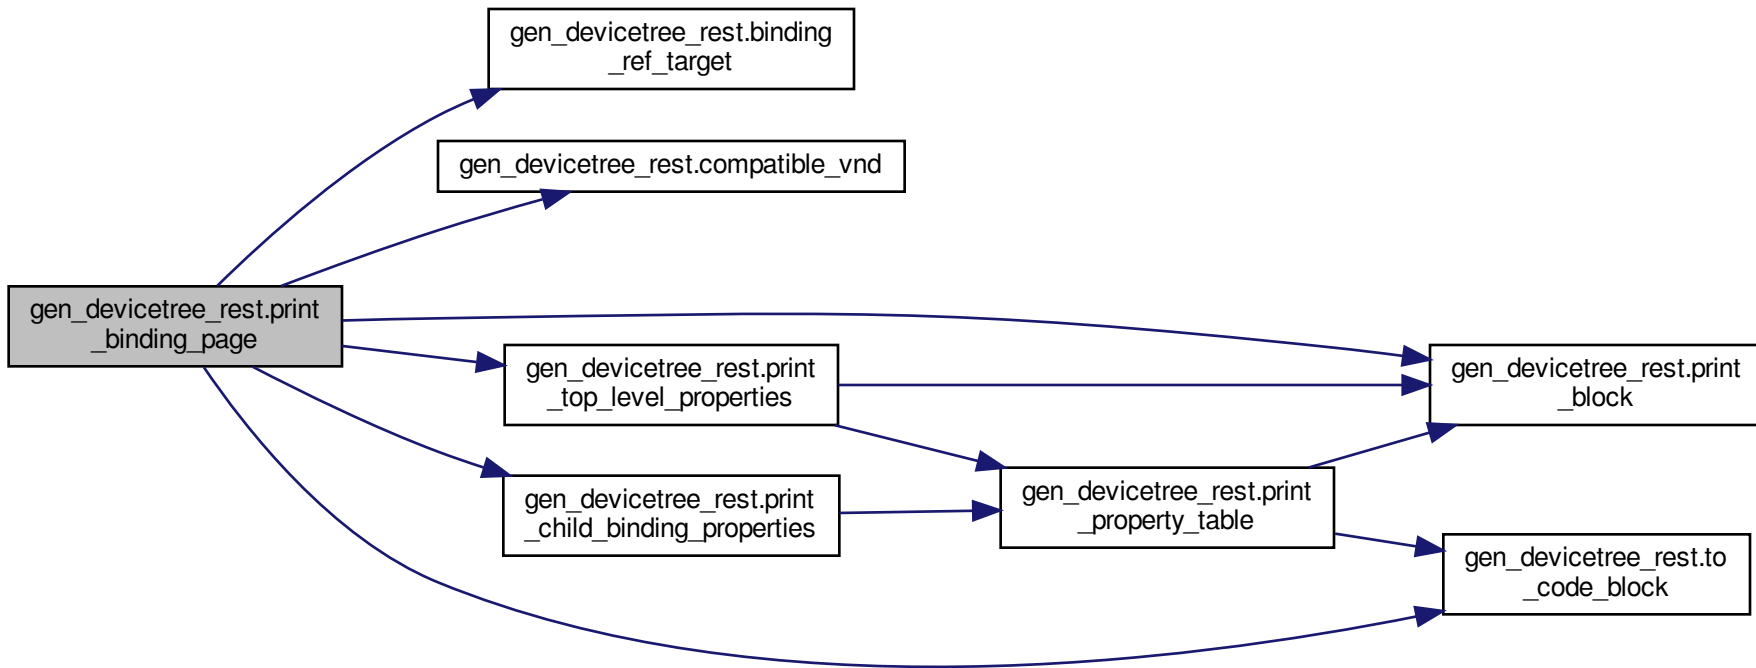 gen_devicetree_rest.binding
_ref_target
gen_devicetree_rest.compatible_vnd
gen_devicetree_rest.print
_binding_page
gen_devicetree_rest.print
_top_level_properties
gen_devicetree_rest.print
_block
gen_devicetree_rest.print
_child_binding_properties
gen_devicetree_rest.print
_property_table
gen_devicetree_rest.to
_code_block